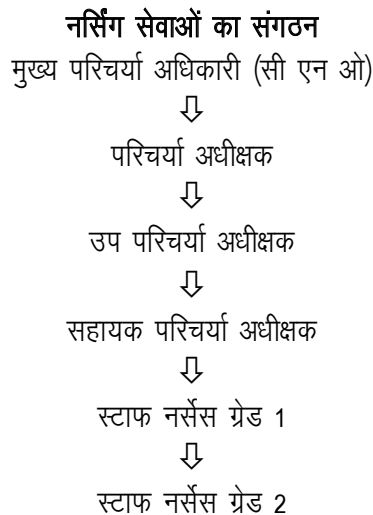 नर्सिंग सेवाओं का संगठन
मुख्य परिचर्या अधिकारी (सी एन ओ)
⇩
परिचर्या अधीक्षक
⇩
उप परिचर्या अधीक्षक
⇩
सहायक परिचर्या अधीक्षक
⇩
स्टाफ नर्सेस ग्रेड 1
⇩
स्टाफ नर्सेस ग्रेड 2